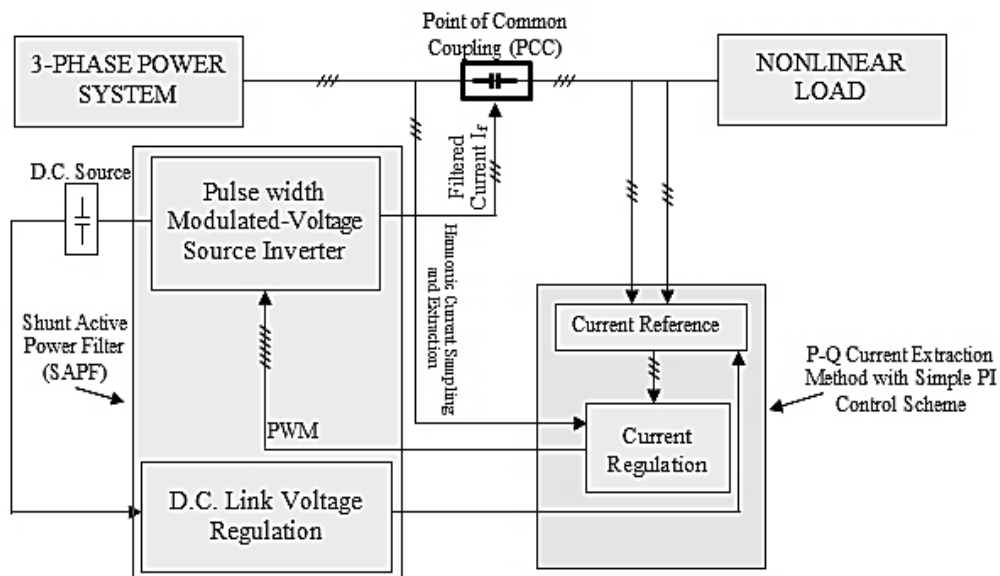 Point of Common
Coupling (PCC)
3-PHASE POWER
SYSTEM
NONLINEAR
LOAD
D.C. Source
Pulse width
Modulated-Voltage
Source Inverter
Filtered
Current If
Harmonic Current Sampling
and Extraction
Shunt Active
Power Filter
(SAPF)
Current Reference
P-Q Current Extraction
Method with Simple PI
Control Scheme
PWM
Current
Regulation
D.C. Link Voltage
Regulation